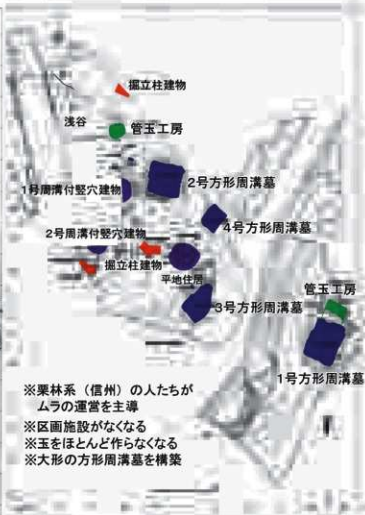 掘立柱建物
浅谷
管玉工房
1号周溝付竪穴建物
2号方形周溝墓
4号方形周溝墓
2号周溝付竪穴建物
掘立柱建物
平地住居
3号方形周溝墓
管玉工房
1号方形周溝墓
※栗林系（信州）の人たちが
ムラの運営を主導
※区画施設がなくなる
※玉をほとんど作らなくなる
※大形の方形周溝墓を構築